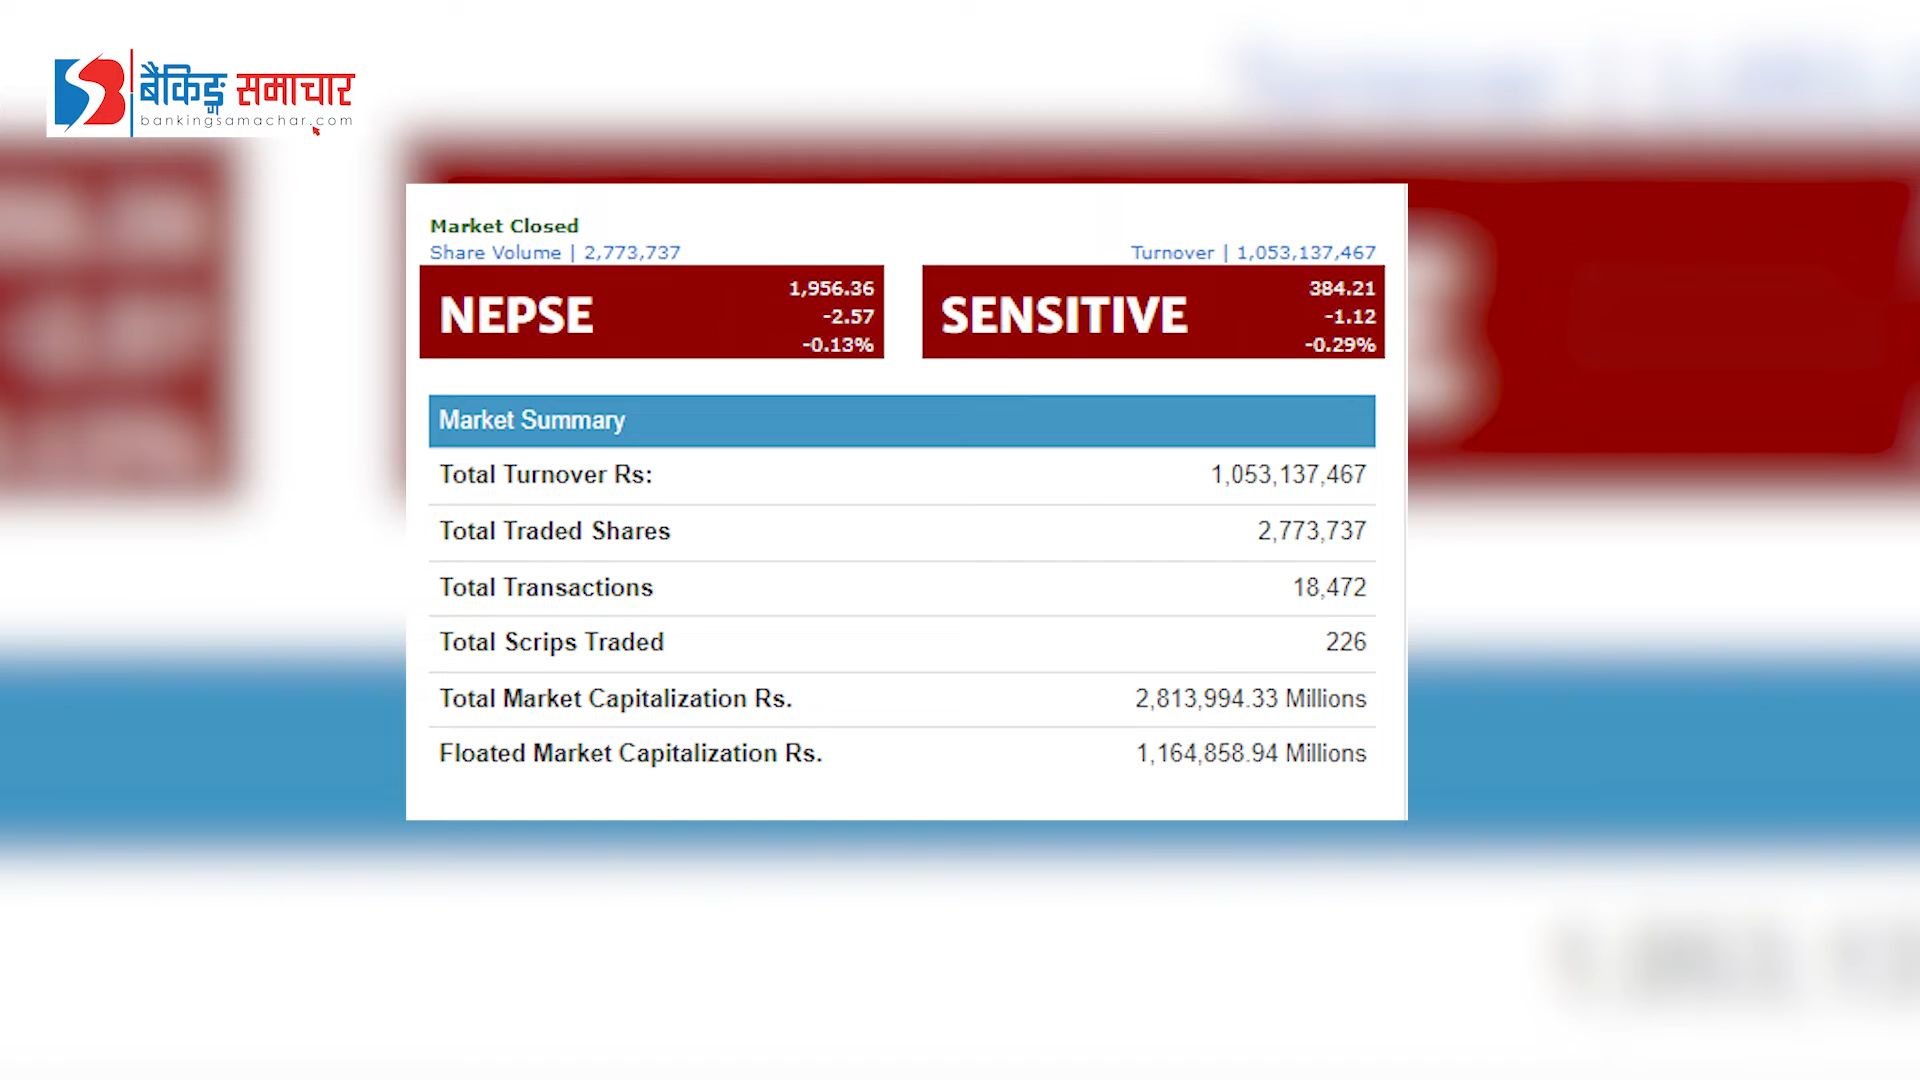 बैंकिङ्ग समाचार
bankingsamachar.com
Market Closed
Share Volume | 2,773,737
Turnover | 1,053,137,467
NEPSE
1,956.36
-2.57
-0.13%
SENSITIVE
384.21
-1.12
-0.29%
Market Summary
Total Turnover Rs: 1,053,137,467
Total Traded Shares 2,773,737
Total Transactions 18,472
Total Scrips Traded 226
Total Market Capitalization Rs. 2,813,994.33 Millions
Floated Market Capitalization Rs. 1,164,858.94 Millions